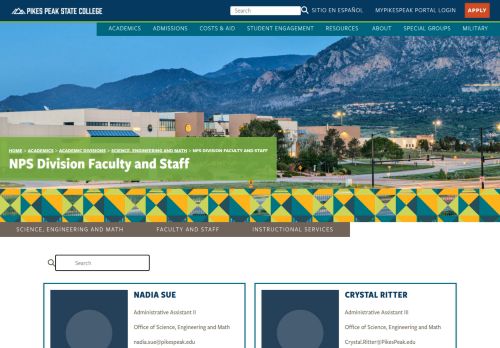 PIKES PEAK STATE COLLEGE
Search
SITIO EN ESPAÑOL
MYPIKESPEAK PORTAL LOGIN
APPLY
ACADEMICS ADMISSIONS COSTS & AID STUDENT ENGAGEMENT RESOURCES ABOUT SPECIAL GROUPS MILITARY
HOME > ACADEMICS > ACADEMIC DIVISIONS > SCIENCE, ENGINEERING AND MATH > NPS DIVISION FACULTY AND STAFF
NPS Division Faculty and Staff
SCIENCE, ENGINEERING AND MATH FACULTY AND STAFF INSTRUCTIONAL SERVICES
Search
NADIA SUE
Administrative Assistant II
Office of Science, Engineering and Math
nadia.sue@pikespeak.edu
CRYSTAL RITTER
Administrative Assistant III
Office of Science, Engineering and Math
Crystal.Ritter@PikesPeak.edu